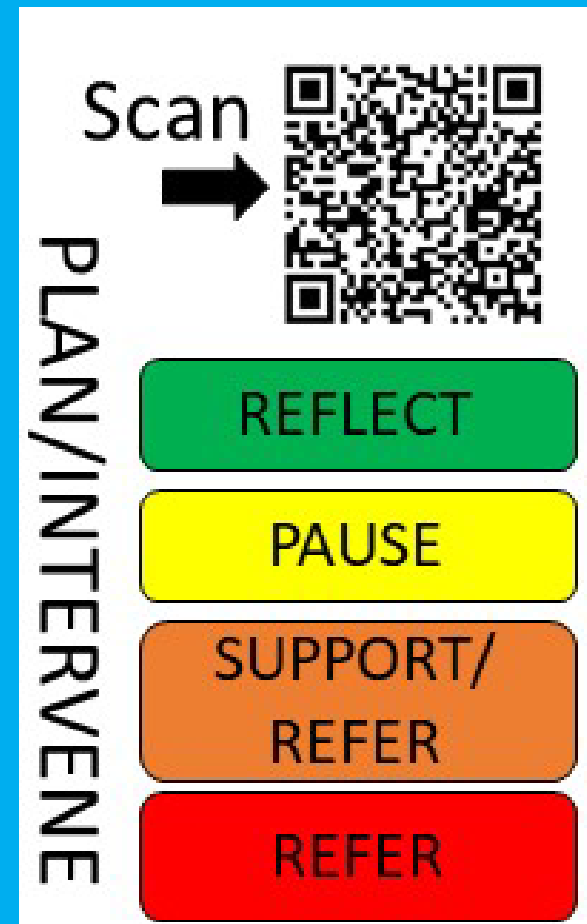 Scan
PLAN/INTERVENE
REFLECT
PAUSE
SUPPORT/
REFER
REFER